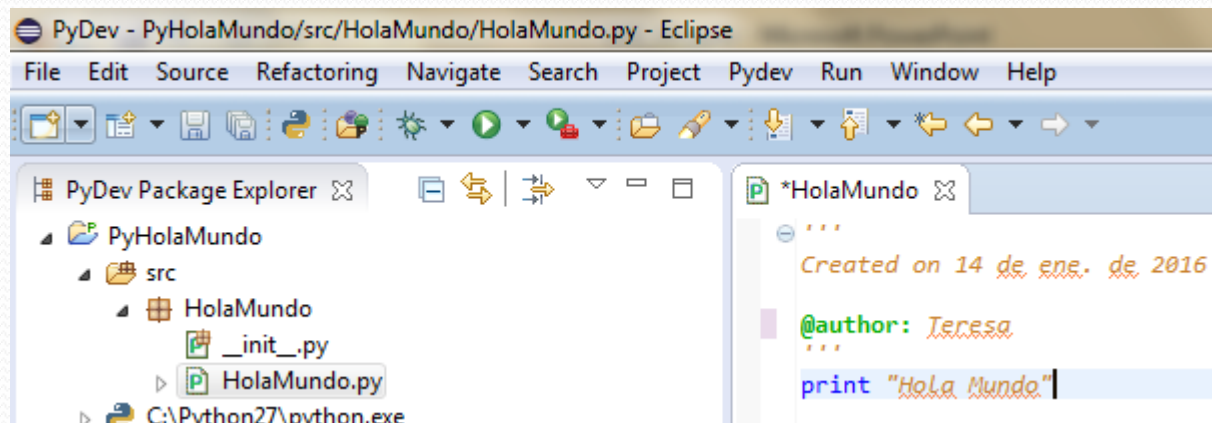 PyDev - PyHolaMundo/src/HolaMundo/HolaMundo.py - Eclipse
File Edit Source Refactoring Navigate Search Project Pydev Run Window Help
PyDev Package Explorer
PyHolaMundo
src
HolaMundo
__init__.py
HolaMundo.py
C:\Python27\python.exe
*HolaMundo
'''
Created on 14 de ene. de 2016
@author: Teresa
'''
print "Hola Mundo"